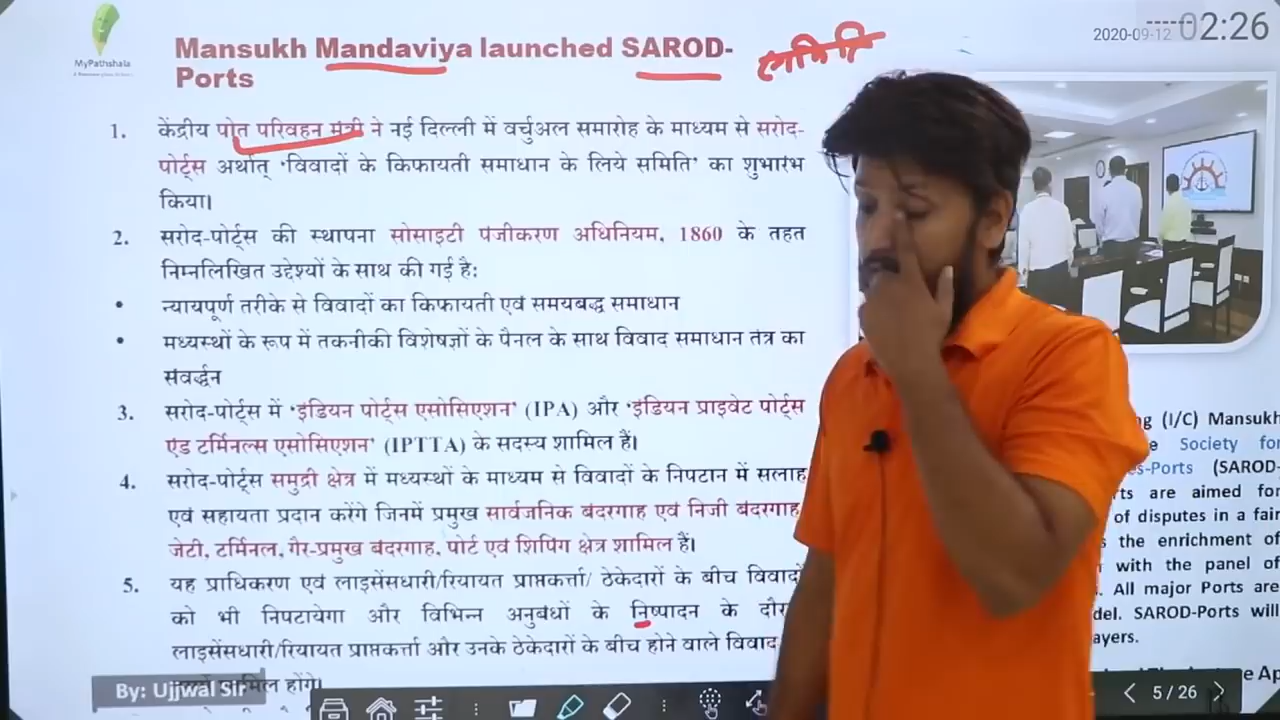 MyPathshala
Mansukh Mandaviya launched SAROD-
Ports
समिति
2020-09-12 02:26
1. केंद्रीय पोत परिवहन मंत्री ने नई दिल्ली में वर्चुअल समारोह के माध्यम से सरोद-
पोर्ट्स अर्थात् 'विवादों के किफायती समाधान के लिये समिति' का शुभारंभ
किया।
2. सरोद-पोर्ट्स की स्थापना सोसाइटी पंजीकरण अधिनियम, 1860 के तहत
निम्नलिखित उद्देश्यों के साथ की गई है:
• न्यायपूर्ण तरीके से विवादों का किफायती एवं समयबद्ध समाधान
• मध्यस्थों के रूप में तकनीकी विशेषज्ञों के पैनल के साथ विवाद समाधान तंत्र का
संवर्द्धन
3. सरोद-पोर्ट्स में 'इंडियन पोर्ट्स एसोसिएशन' (IPA) और 'इंडियन प्राइवेट पोर्ट्स
एंड टर्मिनल्स एसोसिएशन' (IPTTA) के सदस्य शामिल हैं।
4. सरोद-पोर्ट्स समुद्री क्षेत्र में मध्यस्थों के माध्यम से विवादों के निपटान में सलाह
एवं सहायता प्रदान करेंगे जिनमें प्रमुख सार्वजनिक बंदरगाह एवं निजी बंदरगाह,
जेटी, टर्मिनल, गैर-प्रमुख बंदरगाह, पोर्ट एवं शिपिंग क्षेत्र शामिल हैं।
5. यह प्राधिकरण एवं लाइसेंसधारी/रियायत प्राप्तकर्त्ता/ ठेकेदारों के बीच विवादों
को भी निपटायेगा और विभिन्न अनुबंधों के निष्पादन के
लाइसेंसधारी/रियायत प्राप्तकर्त्ता और उनके ठेकेदारों के बीच होने वाले विवाद
होंगे।
(I/C) Mansukh
Society for
-Ports (SAROD-
are aimed for
of disputes in a fair
the enrichment of
with the panel of
All major Ports are
SAROD-Ports will
By: Ujjwal Sir
5 / 26